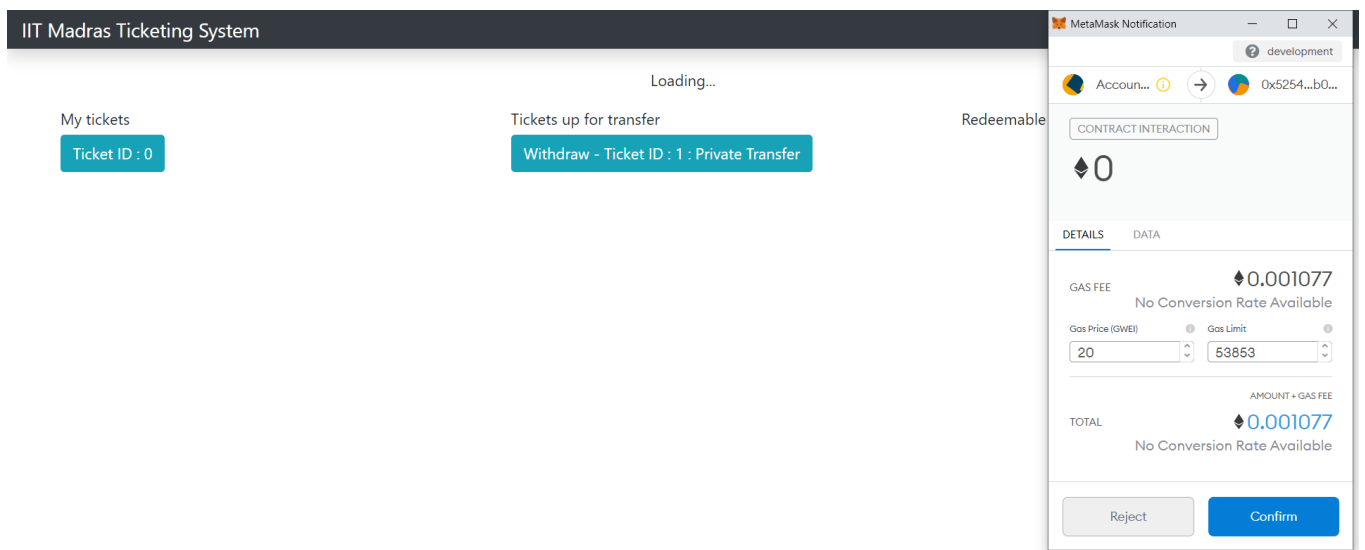 IIT Madras Ticketing System
Loading...
My tickets
Ticket ID : 0
Tickets up for transfer
Withdraw - Ticket ID : 1 : Private Transfer
Redeemable
MetaMask Notification
development
Accoun...
0x5254...b0...
CONTRACT INTERACTION
0
DETAILS DATA
GAS FEE 0.001077
No Conversion Rate Available
Gas Price (GWEI) Gas Limit
20 53853
AMOUNT + GAS FEE
TOTAL 0.001077
No Conversion Rate Available
Reject Confirm